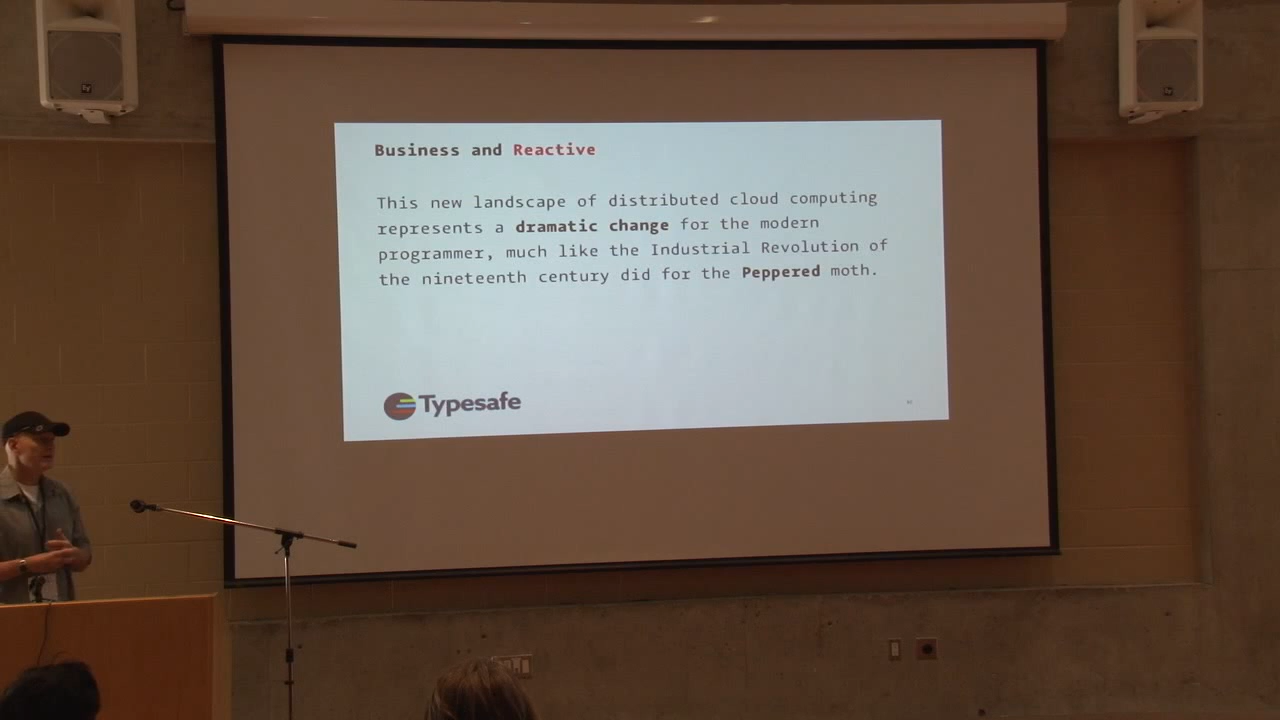 Business and Reactive
This new landscape of distributed cloud computing
represents a dramatic change for the modern
programmer, much like the Industrial Revolution of
the nineteenth century did for the Peppered moth.
Typesafe